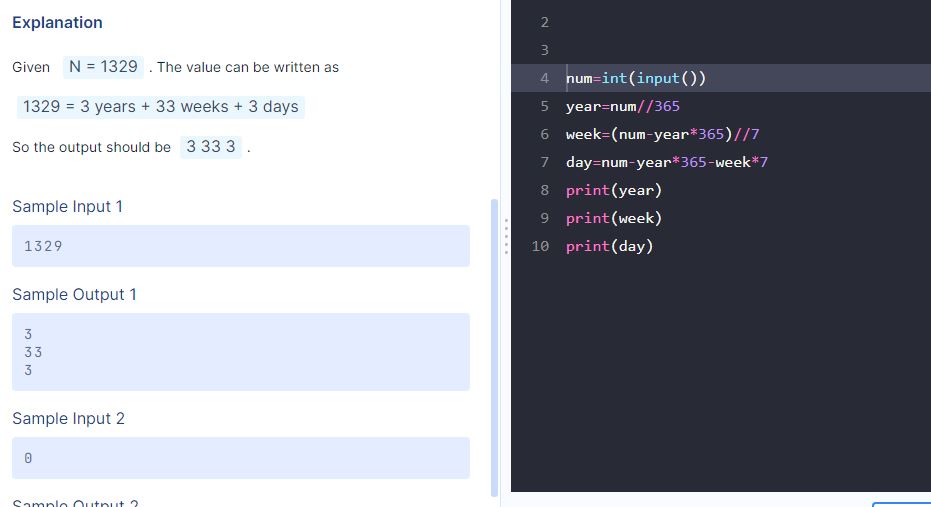 Explanation
Given N = 1329 . The value can be written as
1329 = 3 years + 33 weeks + 3 days
So the output should be 3 33 3 .
Sample Input 1
1329
Sample Output 1
3
33
3
Sample Input 2
0
Sample Output 2
2
3
4 num=int(input())
5 year=num//365
6 week=(num-year*365)//7
7 day=num-year*365-week*7
8 print(year)
9 print(week)
10 print(day)